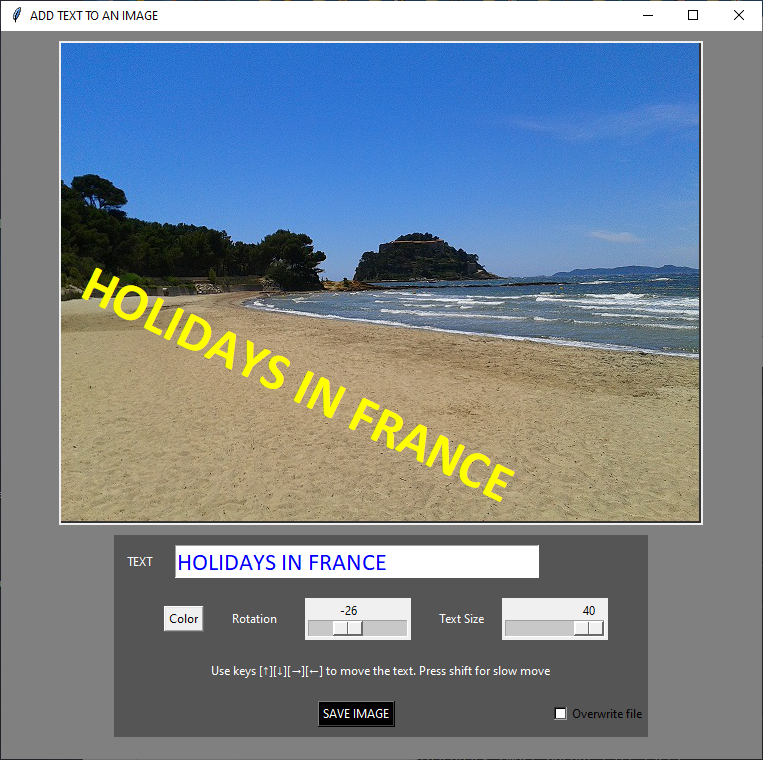 ADD TEXT TO AN IMAGE
HOLIDAYS IN FRANCE
TEXT HOLIDAYS IN FRANCE
-26 40
Color Rotation Text Size
Use keys [↑][↓][→][←] to move the text. Press shift for slow move
SAVE IMAGE Overwrite file